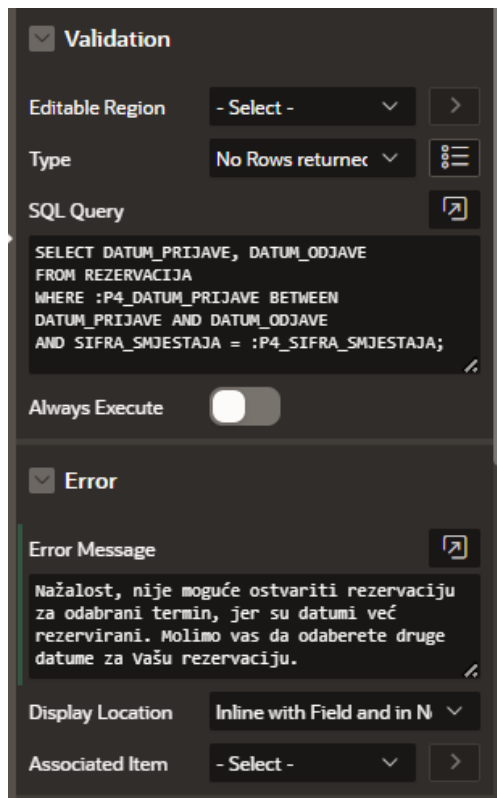 Validation
Editable Region - Select -
Type No Rows returned
SQL Query
SELECT DATUM_PRIJAVE, DATUM_ODJAVE
FROM REZERVACIJA
WHERE :P4_DATUM_PRIJAVE BETWEEN
DATUM_PRIJAVE AND DATUM_ODJAVE
AND SIFRA_SMJESTAJA = :P4_SIFRA_SMJESTAJA;
Always Execute
Error
Error Message
Nažalost, nije moguće ostvariti rezervaciju
za odabrani termin, jer su datumi već
rezervirani. Molimo vas da odaberete druge
datume za Vašu rezervaciju.
Display Location Inline with Field and in N
Associated Item - Select -